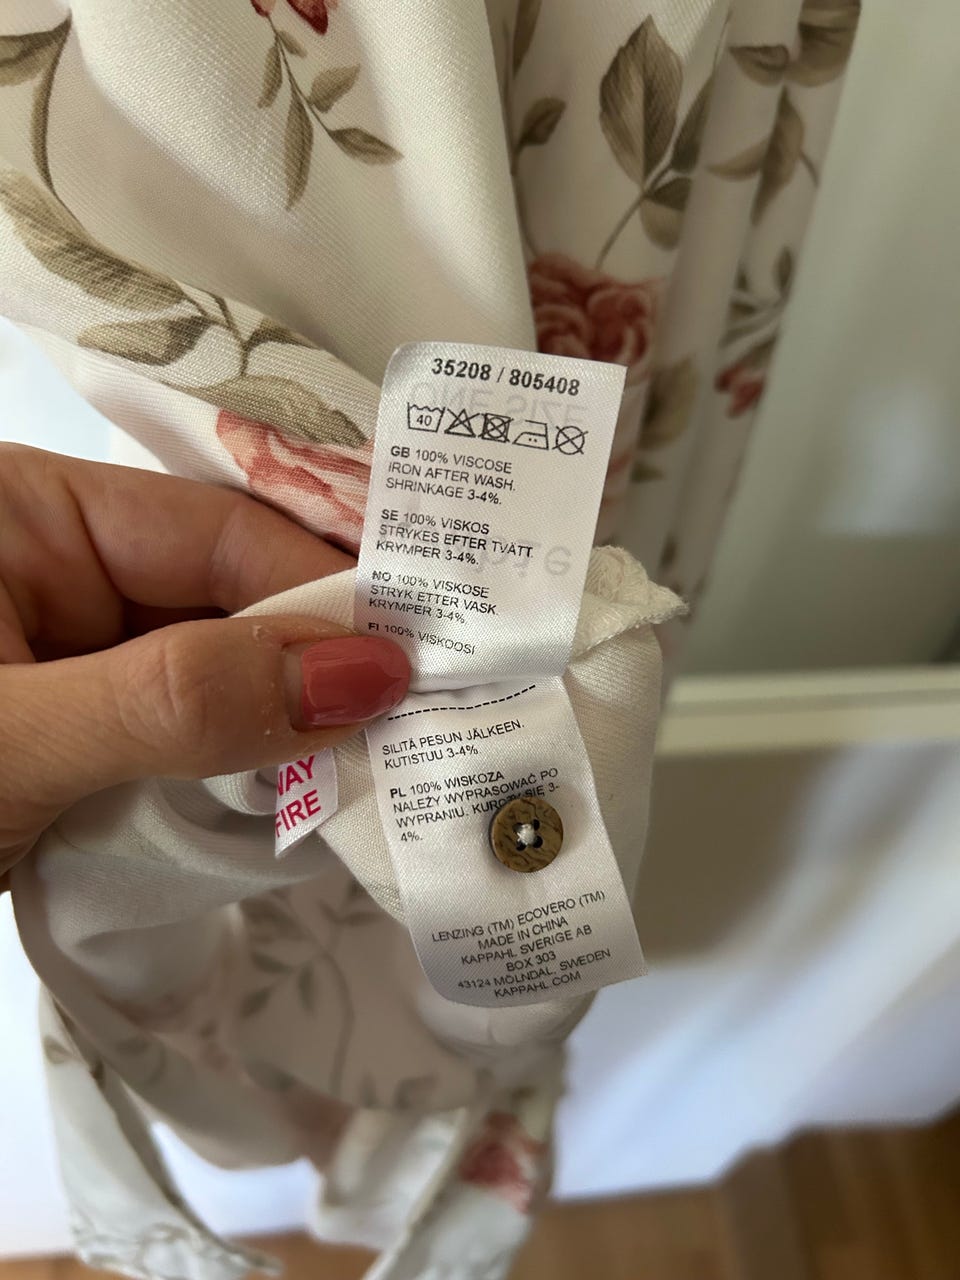 35208 / 805408
ONE SIZE
40
GB 100% VISCOSE
IRON AFTER WASH.
SHRINKAGE 3-4%.
SE 100% VISKOS
STRYKES EFTER TVÄTT.
KRYMPER 3-4%.
NO 100% VISKOSE
STRYK ETTER VASK.
KRYMPER 3-4%.
FI 100% VISKOOSI
SILITÄ PESUN JÄLKEEN.
KUTISTUU 3-4%
PL 100% WISKOZA
NALEŻY WYPRASOWAĆ PO
WYPRANIU. SIĘ 3-
4%.
FIRE
LENZING (TM) ECOVERO (TM)
MADE IN CHINA
KAPPAHL SVERIGE AB
BOX 303
43124 MÖLNDAL, SWEDEN
KAPPAHL.COM